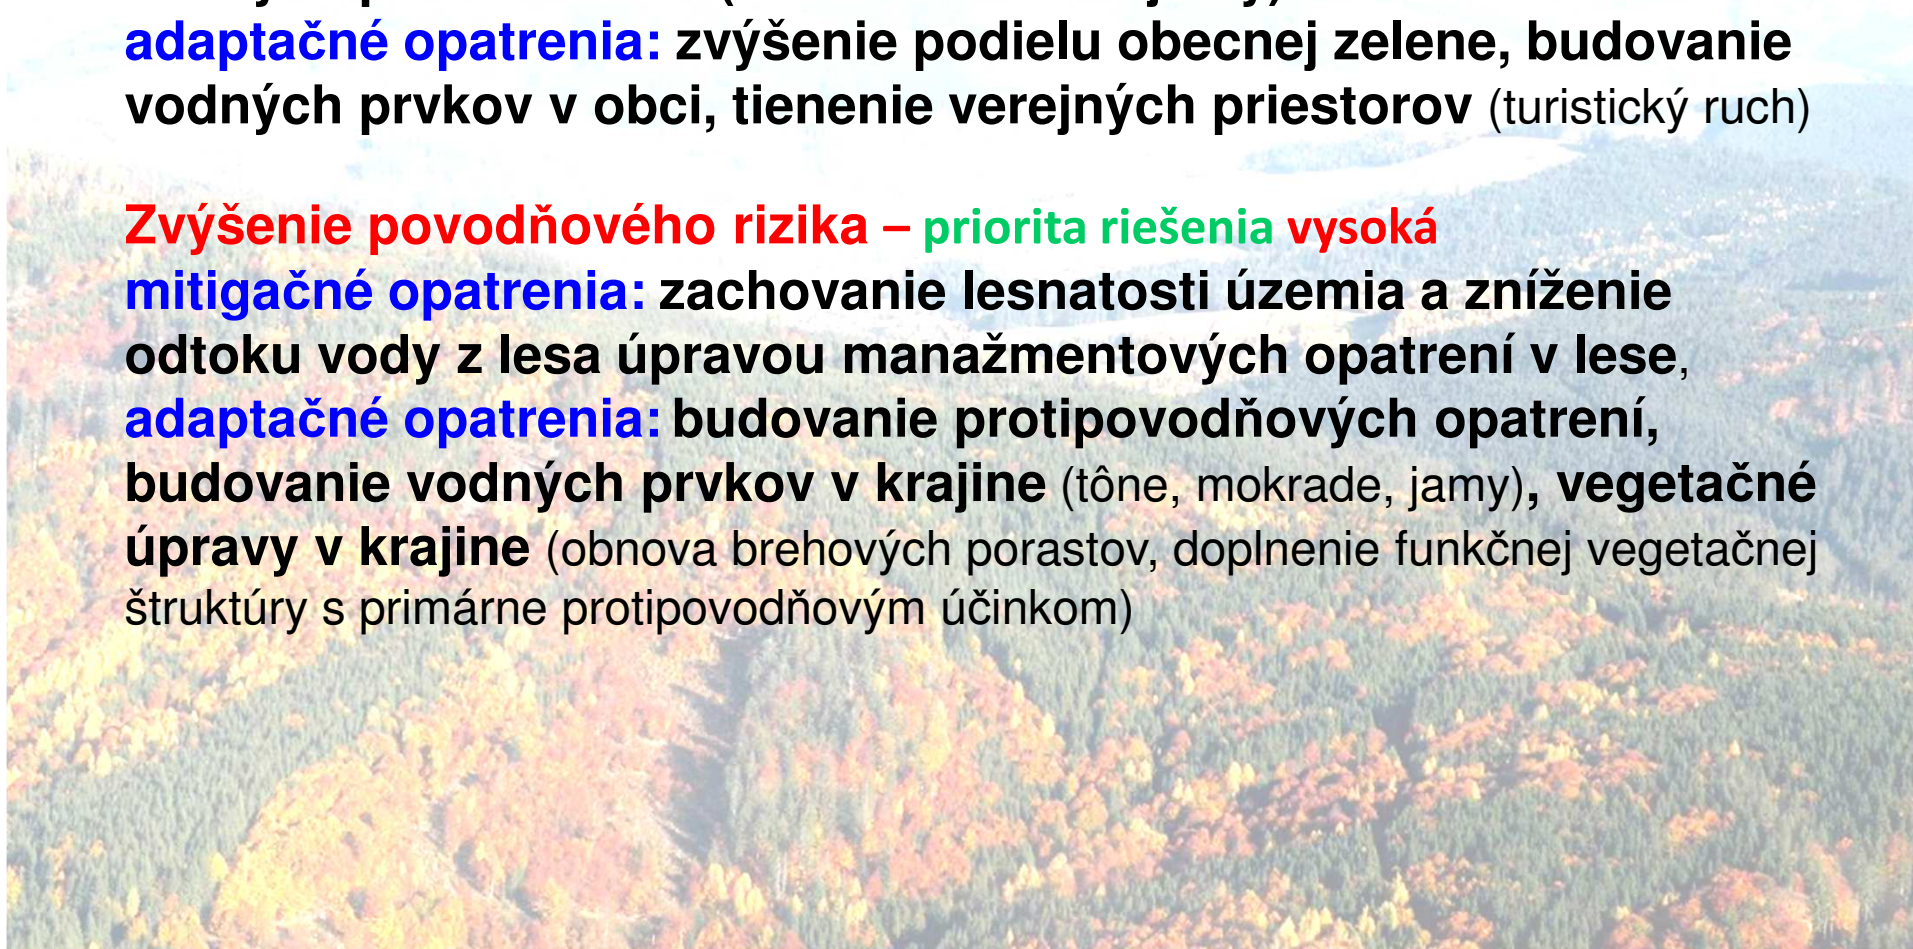 adaptačné opatrenia: zvýšenie podielu obecnej zelene, budovanie
vodných prvkov v obci, tienenie verejných priestorov (turistický ruch)
Zvýšenie povodňového rizika – priorita riešenia vysoká
mitigačné opatrenia: zachovanie lesnatosti územia a zníženie
odtoku vody z lesa úpravou manažmentových opatrení v lese,
adaptačné opatrenia: budovanie protipovodňových opatrení,
budovanie vodných prvkov v krajine (tône, mokrade, jamy), vegetačné
úpravy v krajine (obnova brehových porastov, doplnenie funkčnej vegetačnej
štruktúry s primárne protipovodňovým účinkom)